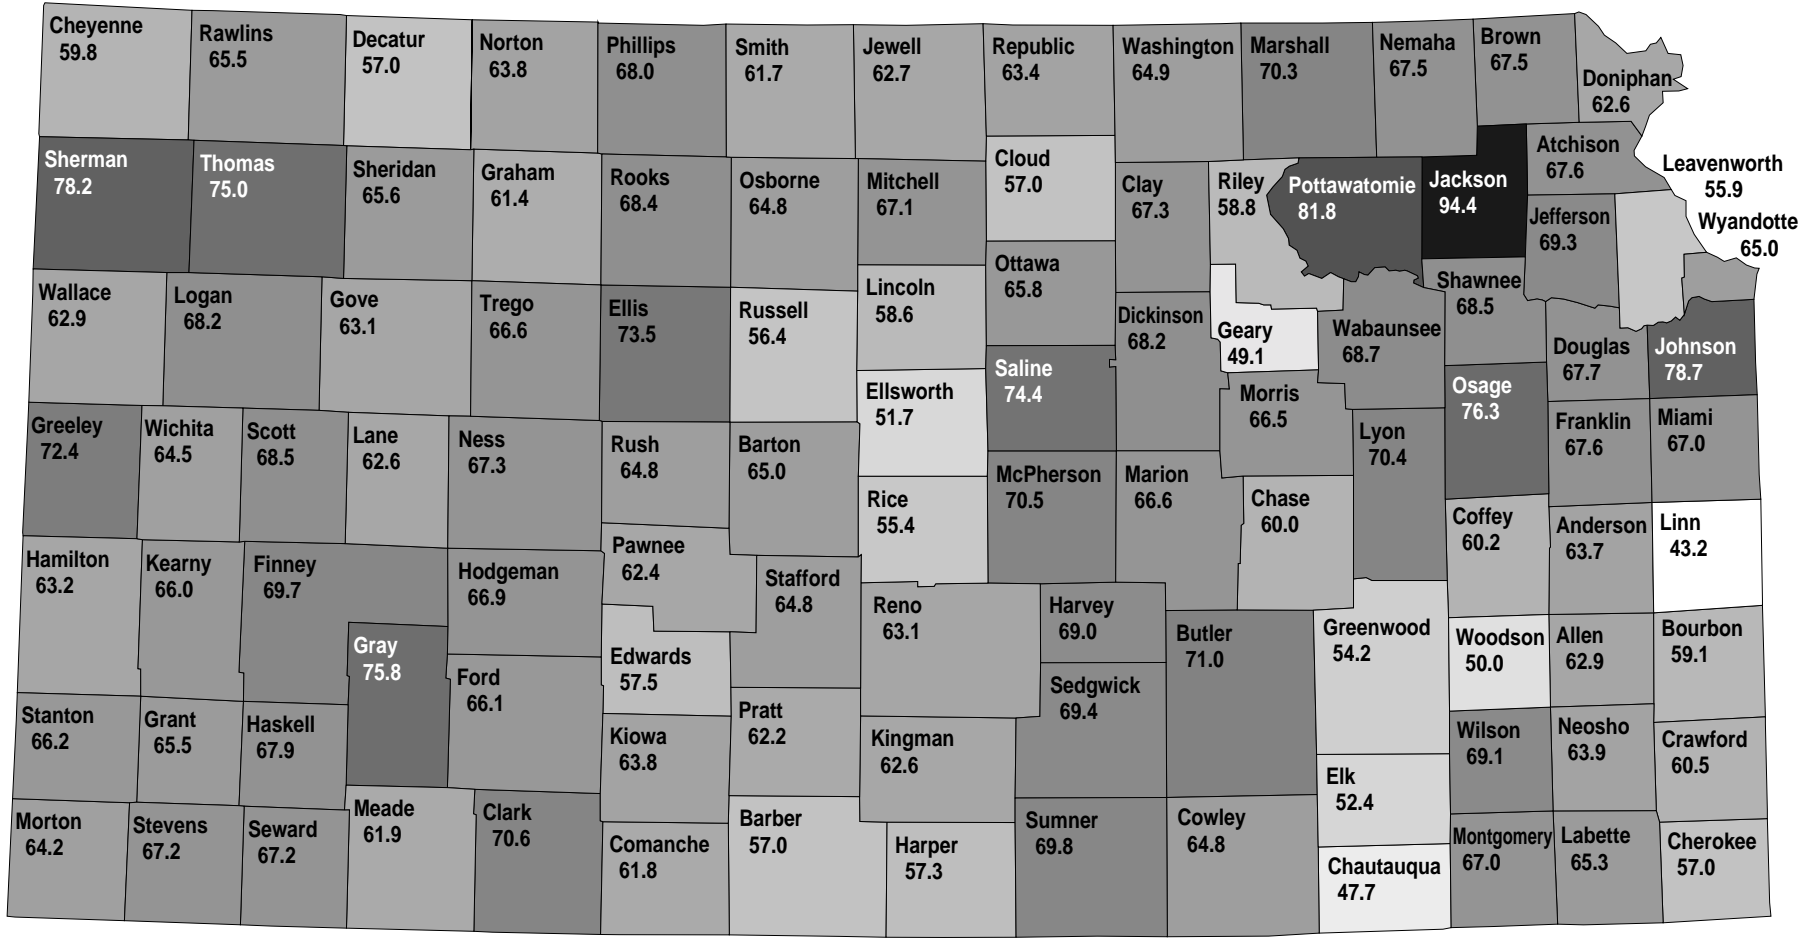 Cheyenne
59.8
Rawlins
65.5
Decatur
57.0
Norton
63.8
Phillips
68.0
Smith
61.7
Jewell
62.7
Republic
63.4
Washington
64.9
Marshall
70.3
Nemaha
67.5
Brown
67.5
Doniphan
62.6
Sherman
78.2
Thomas
75.0
Sheridan
65.6
Graham
61.4
Rooks
68.4
Osborne
64.8
Mitchell
67.1
Cloud
57.0
Clay
67.3
Riley
58.8
Pottawatomie
81.8
Jackson
94.4
Atchison
67.6
Leavenworth
55.9
Jefferson
69.3
Wyandotte
65.0
Wallace
62.9
Logan
68.2
Gove
63.1
Trego
66.6
Ellis
73.5
Russell
56.4
Lincoln
58.6
Ottawa
65.8
Dickinson
68.2
Geary
49.1
Wabaunsee
68.7
Shawnee
68.5
Douglas
67.7
Johnson
78.7
Ellsworth
51.7
Saline
74.4
Morris
66.5
Osage
76.3
Greeley
72.4
Wichita
64.5
Scott
68.5
Lane
62.6
Ness
67.3
Rush
64.8
Barton
65.0
Rice
55.4
McPherson
70.5
Marion
66.6
Chase
60.0
Lyon
70.4
Coffey
60.2
Franklin
67.6
Miami
67.0
Anderson
63.7
Linn
43.2
Hamilton
63.2
Kearny
66.0
Finney
69.7
Hodgeman
66.9
Pawnee
62.4
Stafford
64.8
Reno
63.1
Harvey
69.0
Butler
71.0
Greenwood
54.2
Woodson
50.0
Allen
62.9
Bourbon
59.1
Gray
75.8
Ford
66.1
Edwards
57.5
Sedgwick
69.4
Stanton
66.2
Grant
65.5
Haskell
67.9
Kiowa
63.8
Pratt
62.2
Kingman
62.6
Elk
52.4
Wilson
69.1
Neosho
63.9
Crawford
60.5
Morton
64.2
Stevens
67.2
Seward
67.2
Meade
61.9
Clark
70.6
Comanche
61.8
Barber
57.0
Harper
57.3
Sumner
69.8
Cowley
64.8
Chautauqua
47.7
Montgomery
67.0
Labette
65.3
Cherokee
57.0